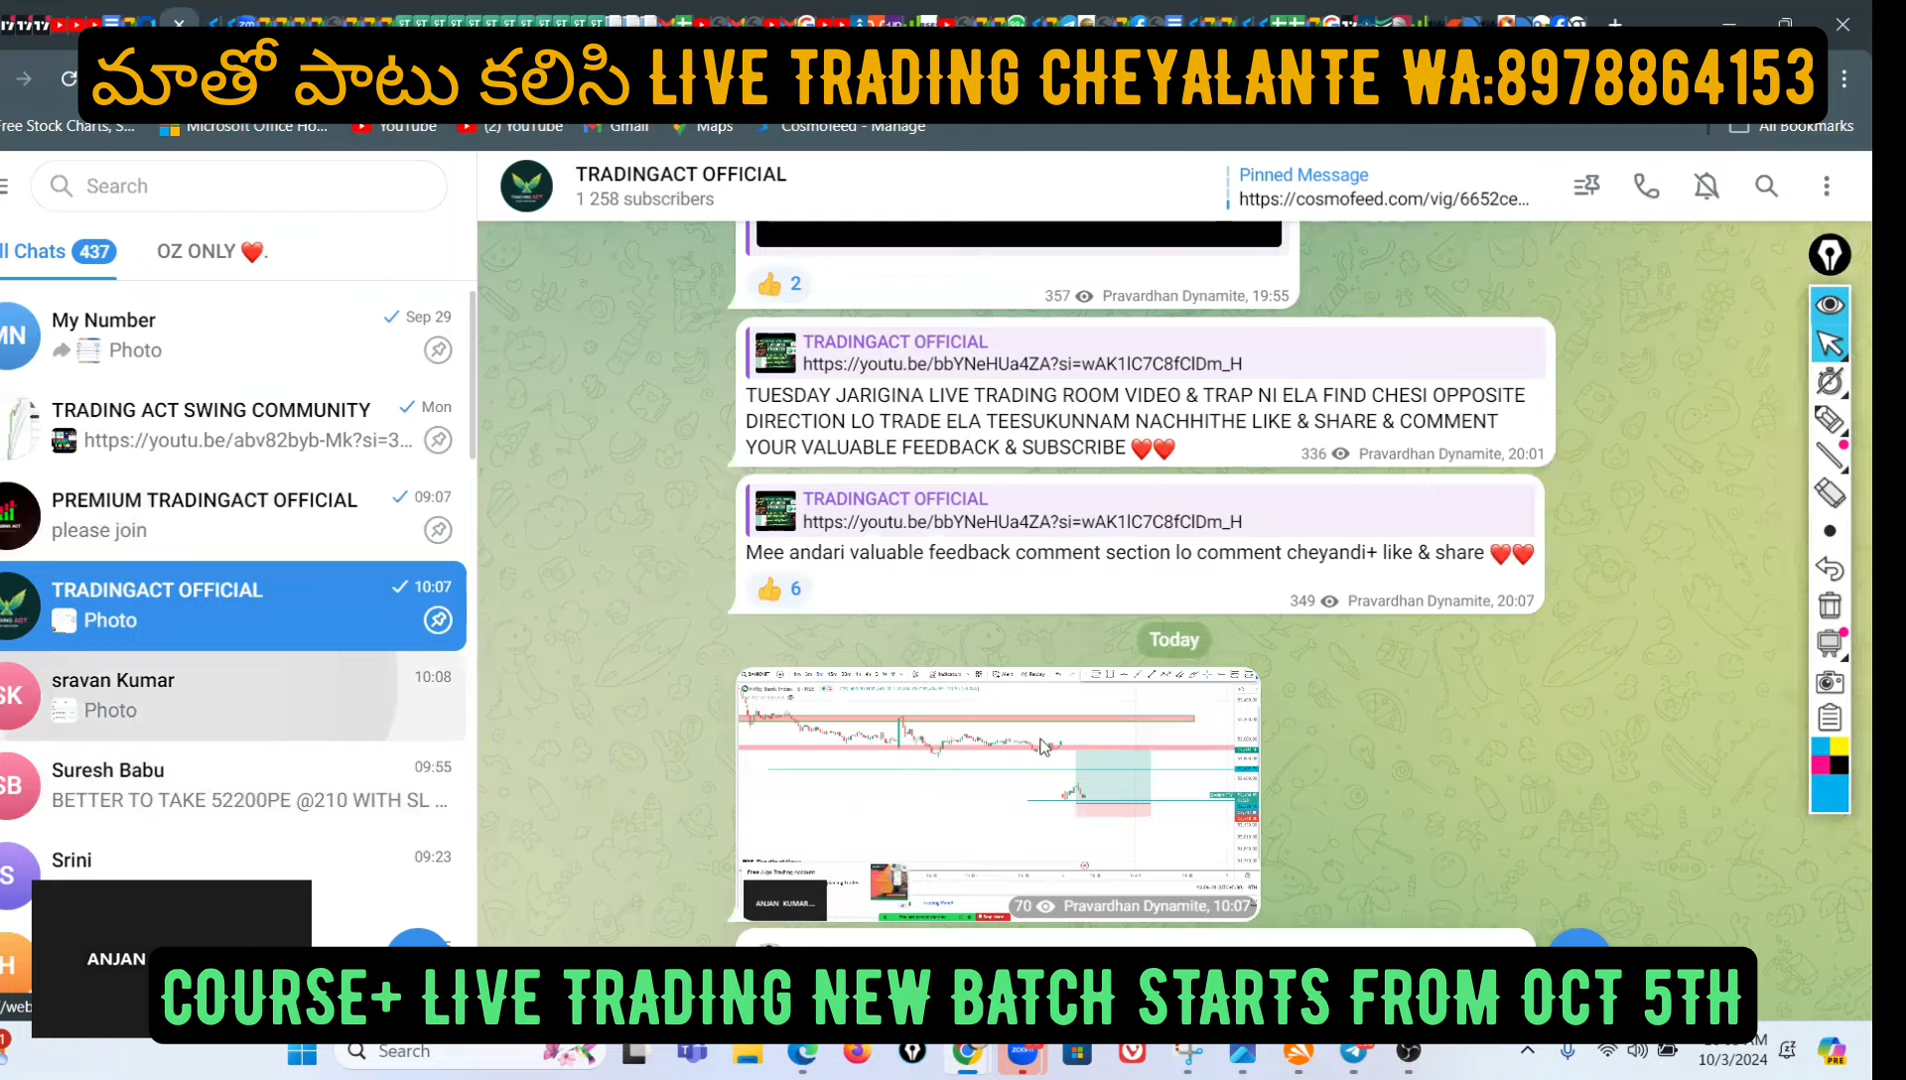 మాతో పాటు కలిసి LIVE TRADING CHEYALANTE WA:8978864153
Free Stock Charts, S...
Microsoft Office Ho...
YouTube
(2) YouTube
Gmail
Maps
Cosmofeed - Manage
All Bookmarks
Search
TRADINGACT OFFICIAL
1 258 subscribers
Pinned Message
https://cosmofeed.com/vig/6652ce...
ll Chats 437
OZ ONLY ❤️.
MN
My Number
Sep 29
Photo
TRADING ACT SWING COMMUNITY
Mon
https://youtu.be/abv82byb-Mk?si=3...
PREMIUM TRADINGACT OFFICIAL
09:07
please join
TRADINGACT OFFICIAL
10:07
Photo
SK
sravan Kumar
10:08
Photo
SB
Suresh Babu
09:55
BETTER TO TAKE 52200PE @210 WITH SL ...
S
Srini
09:23
H
ANJAN
/web
👍 2
357 Pravardhan Dynamite, 19:55
TRADINGACT OFFICIAL
https://youtu.be/bbYNeHUa4ZA?si=wAK1lC7C8fClDm_H
TUESDAY JARIGINA LIVE TRADING ROOM VIDEO & TRAP NI ELA FIND CHESI OPPOSITE
DIRECTION LO TRADE ELA TEESUKUNNAM NACHHITHE LIKE & SHARE & COMMENT
YOUR VALUABLE FEEDBACK & SUBSCRIBE ❤️❤️
336 Pravardhan Dynamite, 20:01
TRADINGACT OFFICIAL
https://youtu.be/bbYNeHUa4ZA?si=wAK1lC7C8fClDm_H
Mee andari valuable feedback comment section lo comment cheyandi+ like & share ❤️❤️
👍 6
349 Pravardhan Dynamite, 20:07
Today
ANJAN KUMAR...
70 Pravardhan Dynamite, 10:07
COURSE+ LIVE TRADING NEW BATCH STARTS FROM OCT 5TH
Search
zoom
10/3/2024
PRE